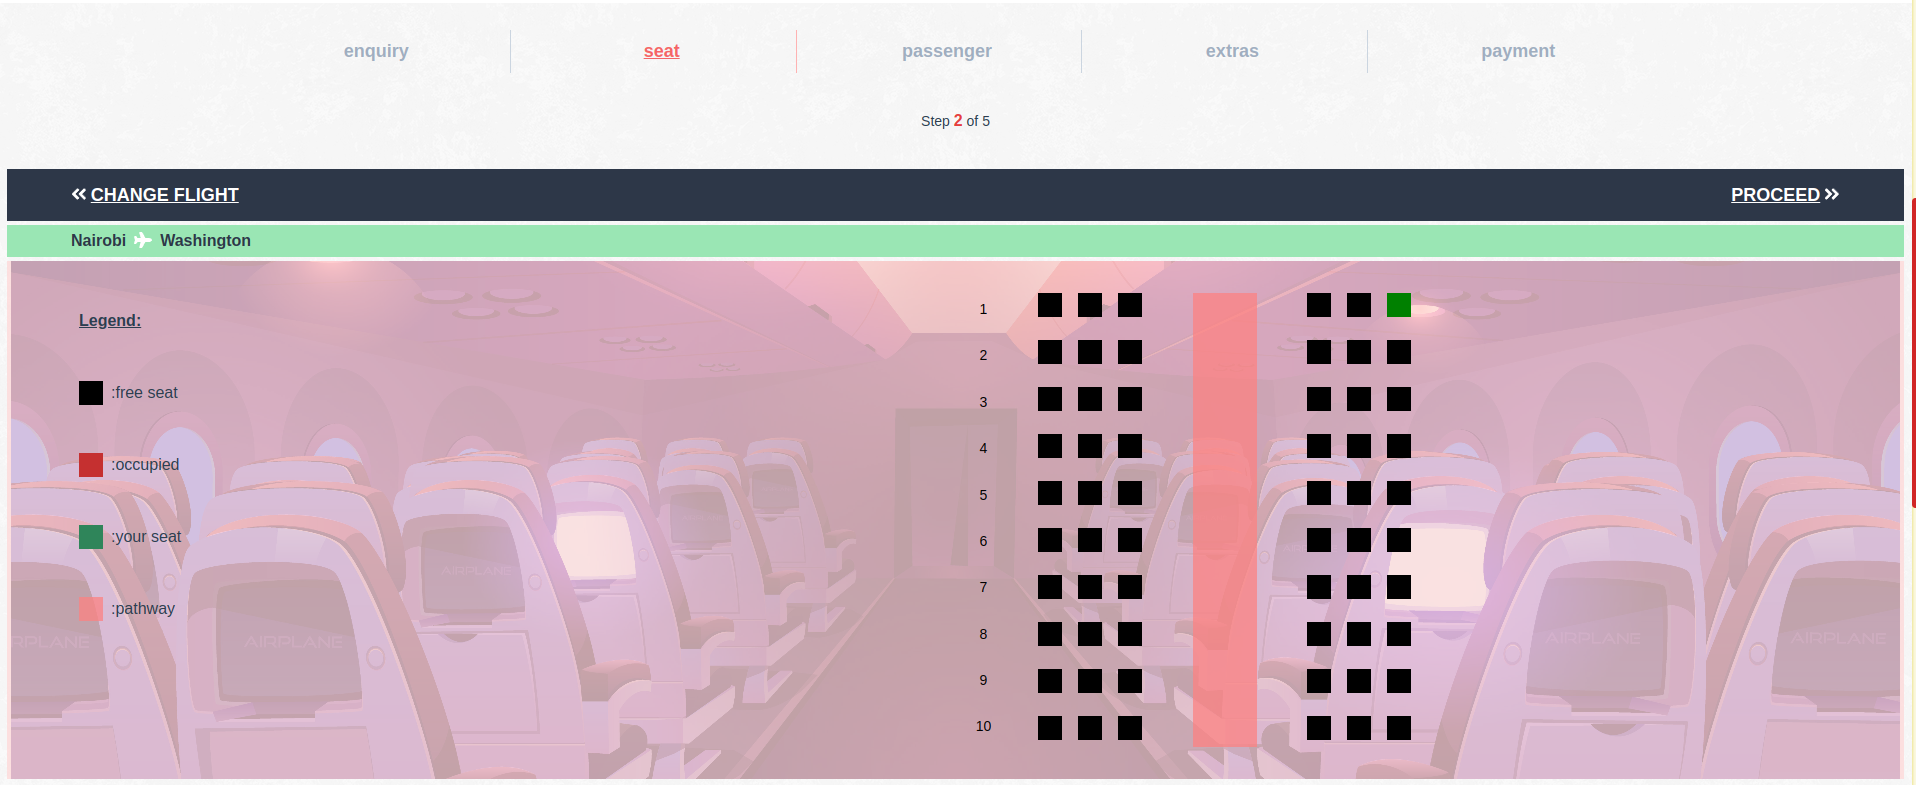 enquiry
seat
passenger
extras
payment
Step 2 of 5
CHANGE FLIGHT
PROCEED
Nairobi Washington
Legend:
:free seat
:occupied
:your seat
:pathway
1
2
3
4
5
6
7
8
9
10
AIRPLANE
RPLANE
AIRPLANE
AIRPLANE
AIRPLANE